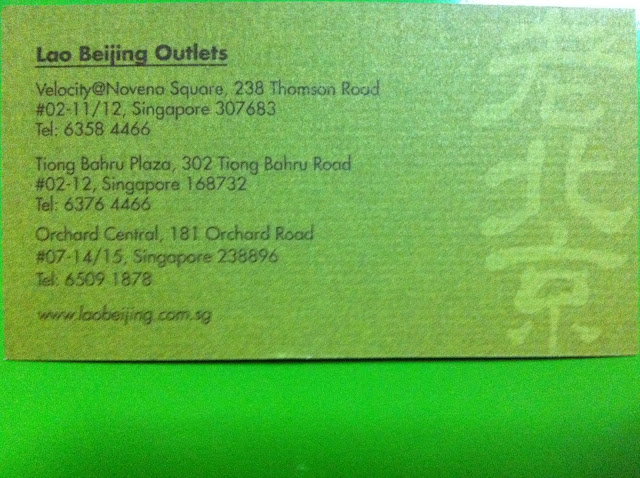 Lao Beijing Outlets
Velocity@Novena Square, 238 Thomson Road
#02-11/12, Singapore 307683
Tel: 6358 4466
Tiong Bahru Plaza, 302 Tiong Bahru Road
#02-12, Singapore 168732
Tel: 6376 4466
Orchard Central, 181 Orchard Road
#07-14/15, Singapore 238896
Tel: 6509 1878
www.laobeijing.com.sg
老北京